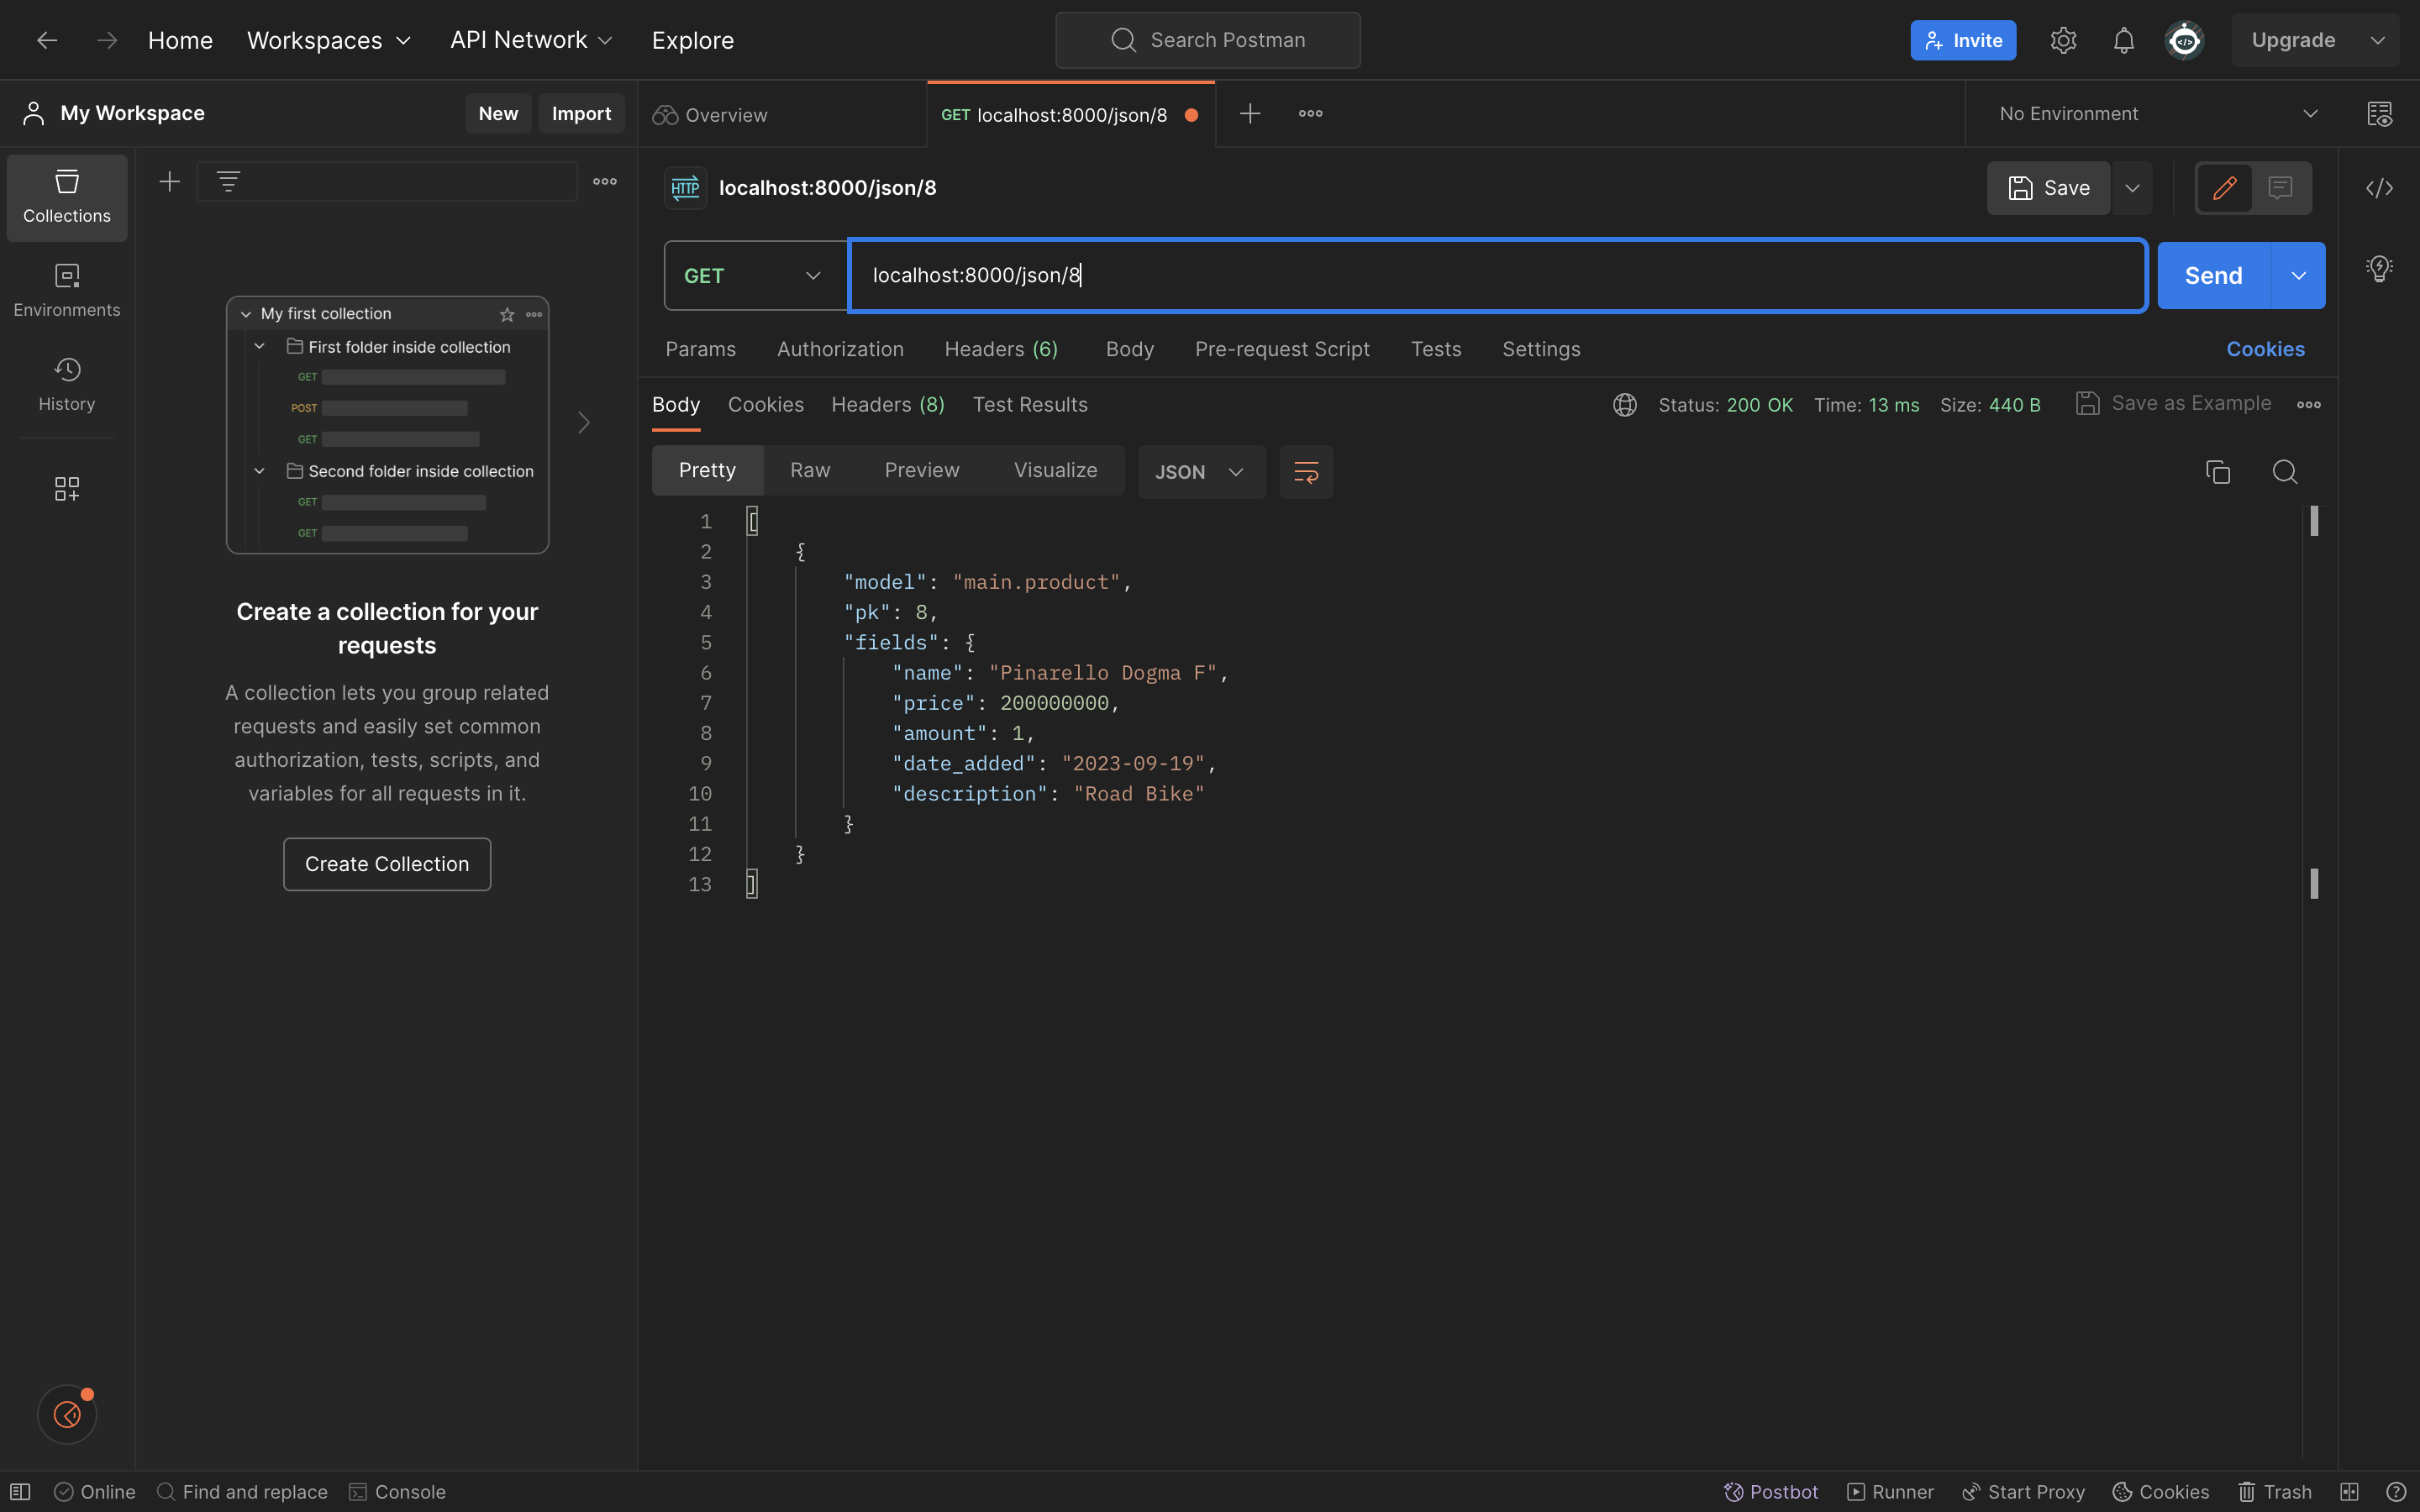 Home Workspaces API Network Explore Search Postman Invite Upgrade
My Workspace New Import Overview GET localhost:8000/json/8 No Environment
Collections
Environments
History
My first collection
First folder inside collection
GET
POST
GET
Second folder inside collection
GET
GET
Create a collection for your
requests
A collection lets you group related
requests and easily set common
authorization, tests, scripts, and
variables for all requests in it.
Create Collection
HTTP localhost:8000/json/8 Save
GET localhost:8000/json/8 Send
Params Authorization Headers (6) Body Pre-request Script Tests Settings Cookies
Body Cookies Headers (8) Test Results Status: 200 OK Time: 13 ms Size: 440 B Save as Example
Pretty Raw Preview Visualize JSON
1 [
2 {
3 "model": "main.product",
4 "pk": 8,
5 "fields": {
6 "name": "Pinarello Dogma F",
7 "price": 200000000,
8 "amount": 1,
9 "date_added": "2023-09-19",
10 "description": "Road Bike"
11 }
12 }
13 ]
Online Find and replace Console Postbot Runner Start Proxy Cookies Trash